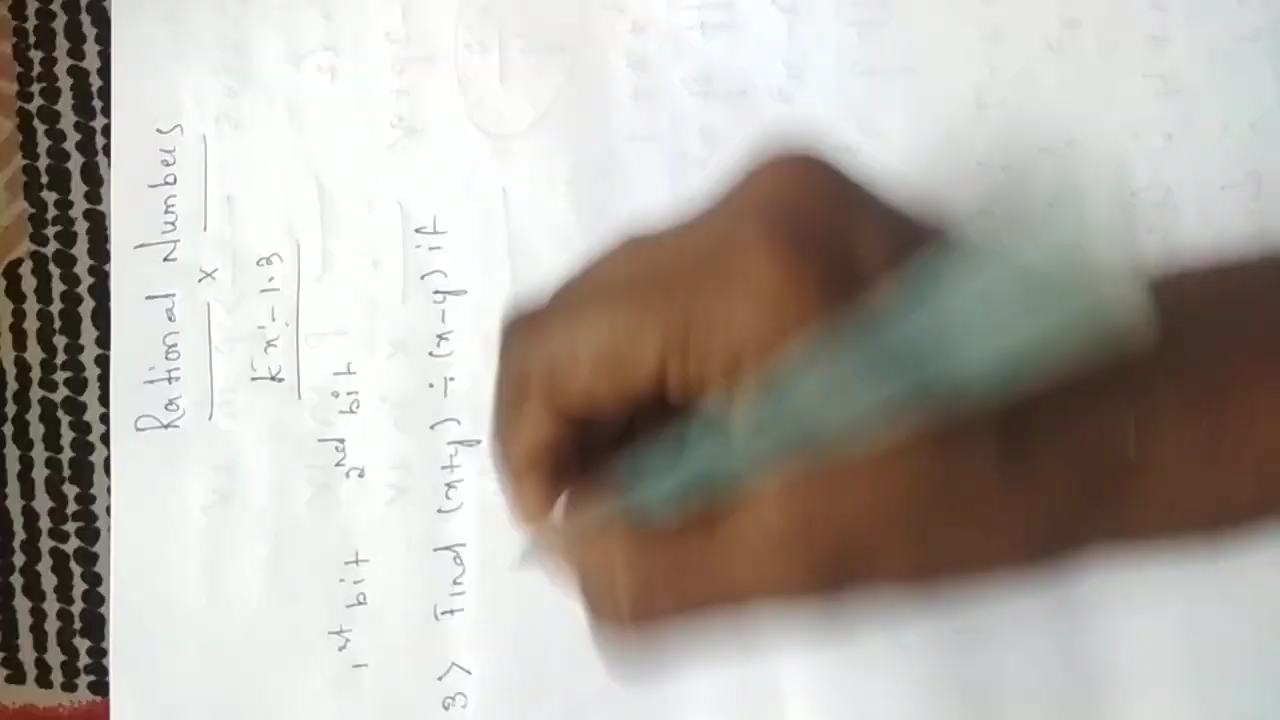 Rational Numbers
x
Ex:-1.3
1st bit 2nd bit
3> Find (x+y) ÷ (x-y) if